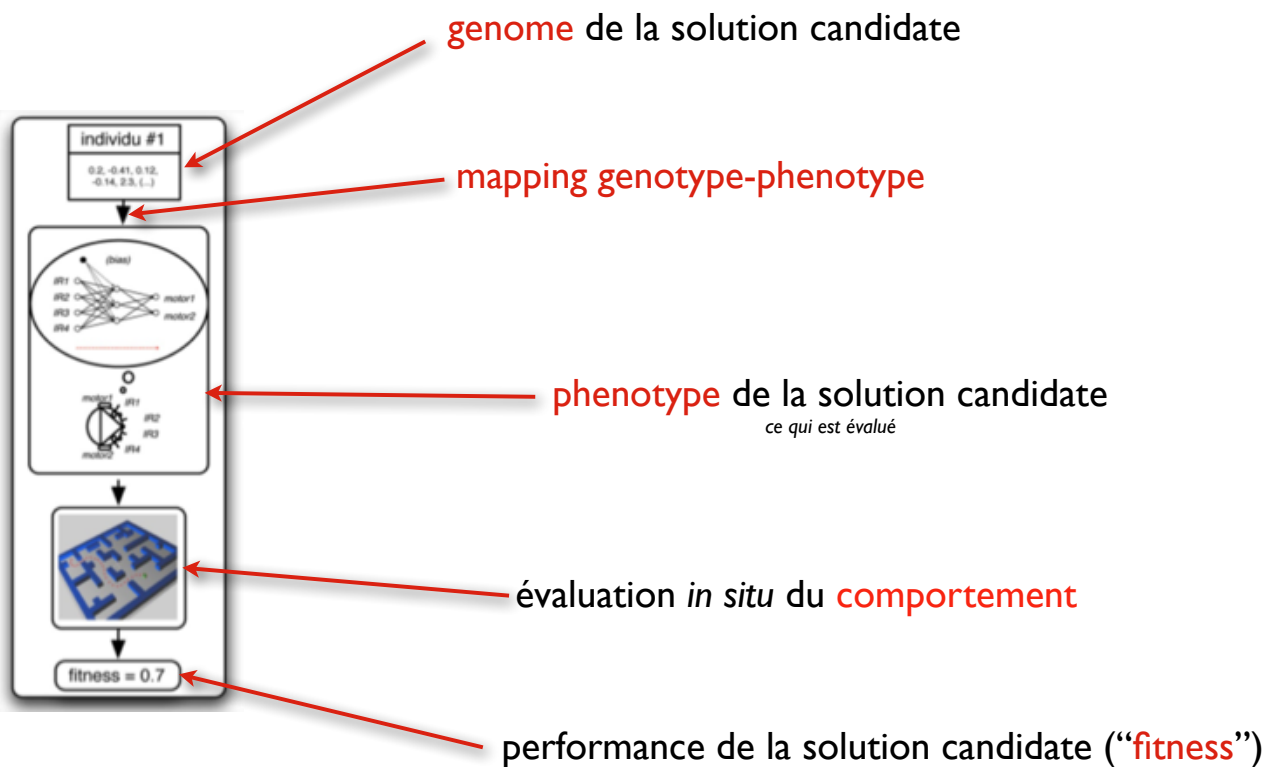 genome de la solution candidate
individu #1
0.2, -0.41, 0.12,
-0.14, 2.3, (...)
mapping genotype-phenotype
(bias)
IR1
IR2
IR3
IR4
motor1
motor2
phenotype de la solution candidate
ce qui est évalué
motor1
IR1
IR2
IR3
IR4
motor2
évaluation in situ du comportement
fitness = 0.7
performance de la solution candidate (“fitness”)